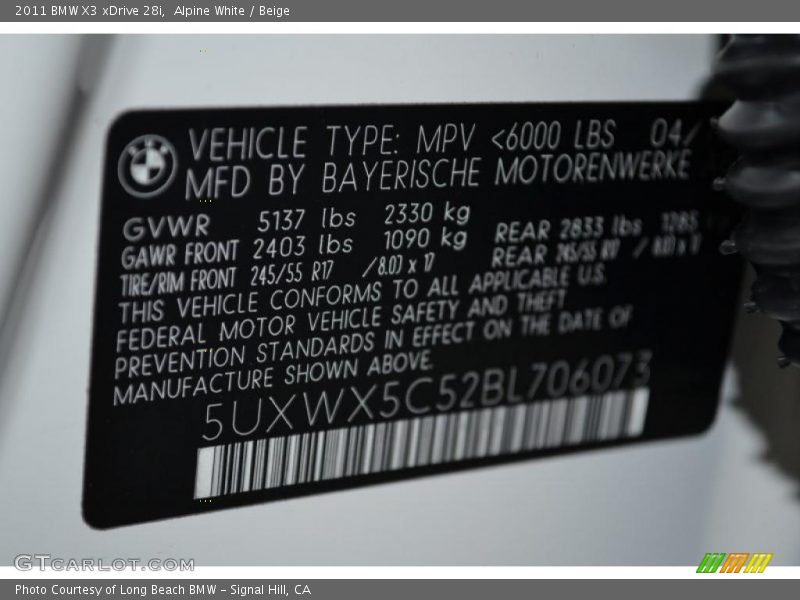 2011 BMW X3 xDrive 28i,  Alpine White / Beige
VEHICLE TYPE: MPV <6000 LBS 04/
MFD BY BAYERISCHE MOTORENWERKE
GVWR 5137 lbs 2330 kg
GAWR FRONT 2403 lbs 1090 kg REAR 2833 lbs 1285
TIRE/RIM FRONT 245/55 R17 /8.0J x 17 REAR 245/55 R17 / 8.0J x 17
THIS VEHICLE CONFORMS TO ALL APPLICABLE U.S.
FEDERAL MOTOR VEHICLE SAFETY AND THEFT
PREVENTION STANDARDS IN EFFECT ON THE DATE OF
MANUFACTURE SHOWN ABOVE.
5UXWX5C52BL706073
GTCARLOT.COM
Photo Courtesy of Long Beach BMW - Signal Hill, CA